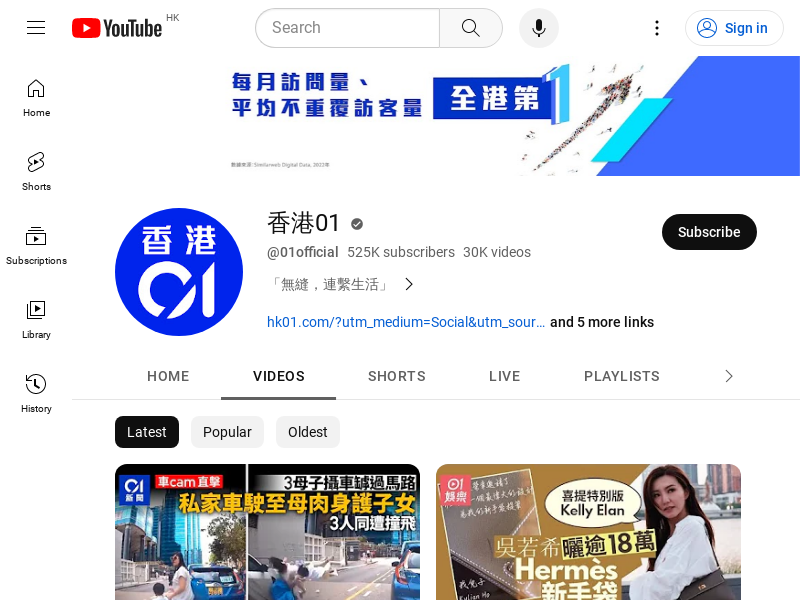 YouTube HK
Search
Sign in
Home
Shorts
Subscriptions
Library
History
每月訪問量、
平均不重覆訪客量 全港第1
數據來源: Similarweb Digital Data, 2022年
香港01
香港01
@01official 525K subscribers 30K videos
「無縫，連繫生活」
hk01.com/?utm_medium=Social&utm_sour… and 5 more links
Subscribe
HOME
VIDEOS
SHORTS
LIVE
PLAYLISTS
Latest
Popular
Oldest
01新聞
車cam直擊
3母子攝車罅過馬路
私家車駛至母肉身護子女
3人同遭撞飛
01娛樂
喜提特別版
Kelly Elan
吳若希曬逾18萬
Hermès
新手袋